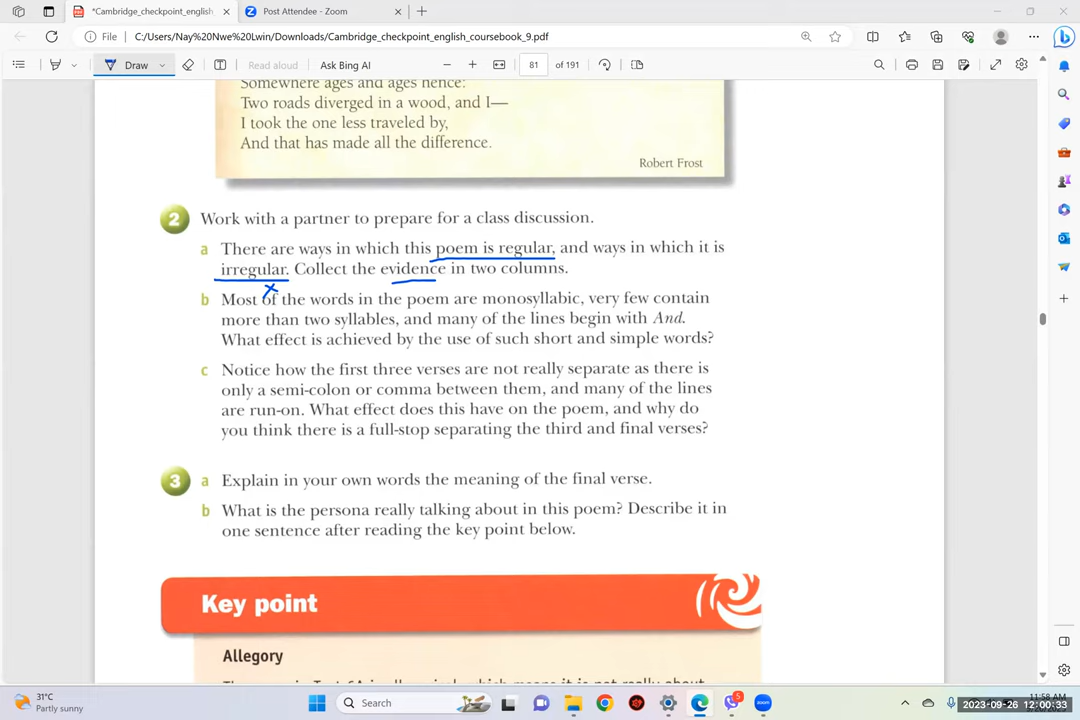 *Cambridge_checkpoint_english
Post Attendee - Zoom
File
C:/Users/Nay%20Nwe%20Lwin/Downloads/Cambridge_checkpoint_english_coursebook_9.pdf
Draw
Read aloud
Ask Bing AI
81
of 191
Somewhere ages and ages hence:
Two roads diverged in a wood, and I—
I took the one less traveled by,
And that has made all the difference.
Robert Frost
2
Work with a partner to prepare for a class discussion.
a There are ways in which this poem is regular, and ways in which it is
irregular. Collect the evidence in two columns.
b Most of the words in the poem are monosyllabic, very few contain
more than two syllables, and many of the lines begin with And.
What effect is achieved by the use of such short and simple words?
c Notice how the first three verses are not really separate as there is
only a semi-colon or comma between them, and many of the lines
are run-on. What effect does this have on the poem, and why do
you think there is a full-stop separating the third and final verses?
3
a Explain in your own words the meaning of the final verse.
b What is the persona really talking about in this poem? Describe it in
one sentence after reading the key point below.
Key point
Allegory
31°C
Partly sunny
Search
5
2023-09-26 12:00:33